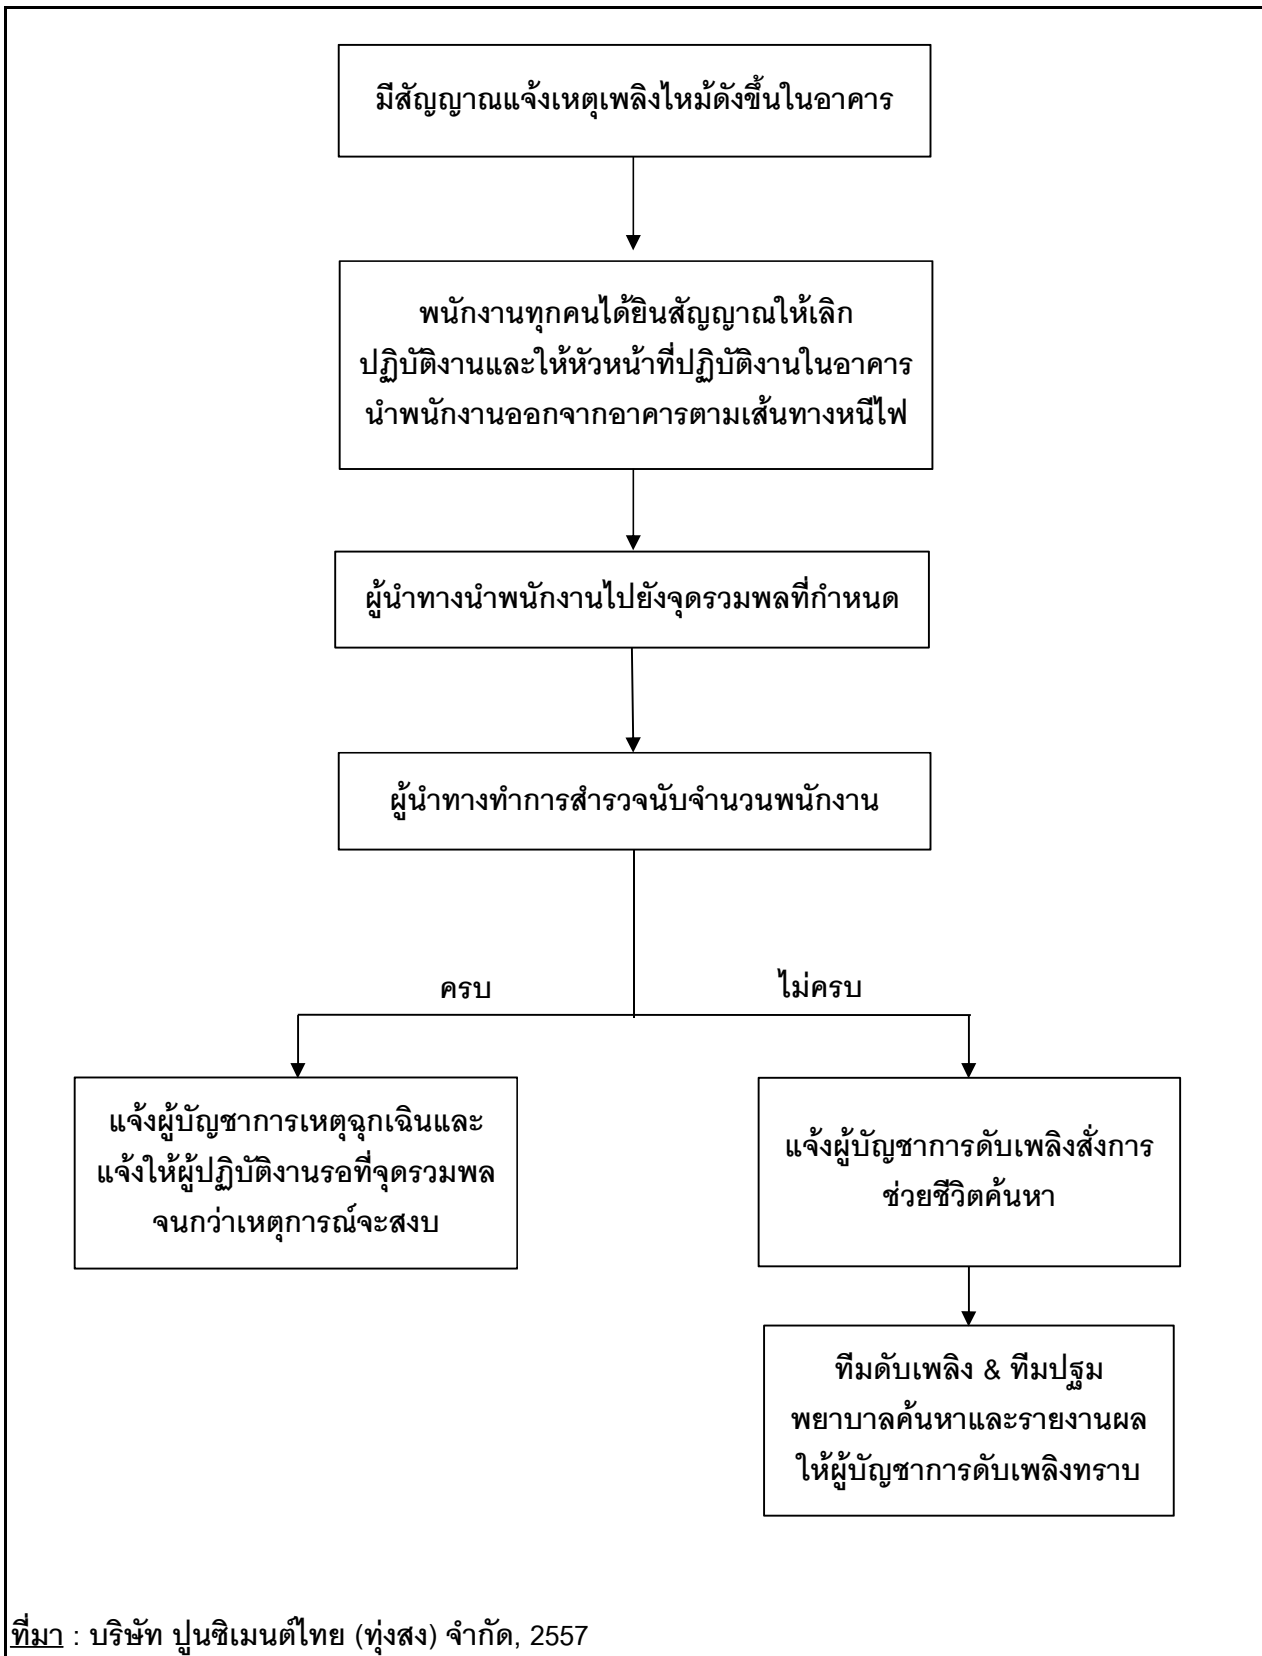 มีสัญญาณแจ้งเหตุเพลิงไหม้ดังขึ้นในอาคาร
พนักงานทุกคนได้ยินสัญญาณให้เลิก
ปฏิบัติงานและให้หัวหน้าที่ปฏิบัติงานในอาคาร
นำพนักงานออกจากอาคารตามเส้นทางหนีไฟ
ผู้นำทางนำพนักงานไปยังจุดรวมพลที่กำหนด
ผู้นำทางทำการสำรวจนับจำนวนพนักงาน
ครบ
ไม่ครบ
แจ้งผู้บัญชาการเหตุฉุกเฉินและ
แจ้งให้ผู้ปฏิบัติงานรอที่จุดรวมพล
จนกว่าเหตุการณ์จะสงบ
แจ้งผู้บัญชาการดับเพลิงสั่งการ
ช่วยชีวิตค้นหา
ทีมดับเพลิง & ทีมปฐม
พยาบาลค้นหาและรายงานผล
ให้ผู้บัญชาการดับเพลิงทราบ
ที่มา : บริษัท ปูนซิเมนต์ไทย (ทุ่งสง) จำกัด, 2557